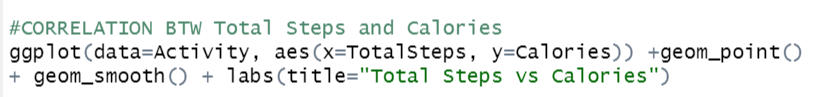 #CORRELATION BTW Total Steps and Calories
ggplot(data=Activity, aes(x=TotalSteps, y=Calories)) +geom_point()
+ geom_smooth() + labs(title="Total Steps vs Calories")